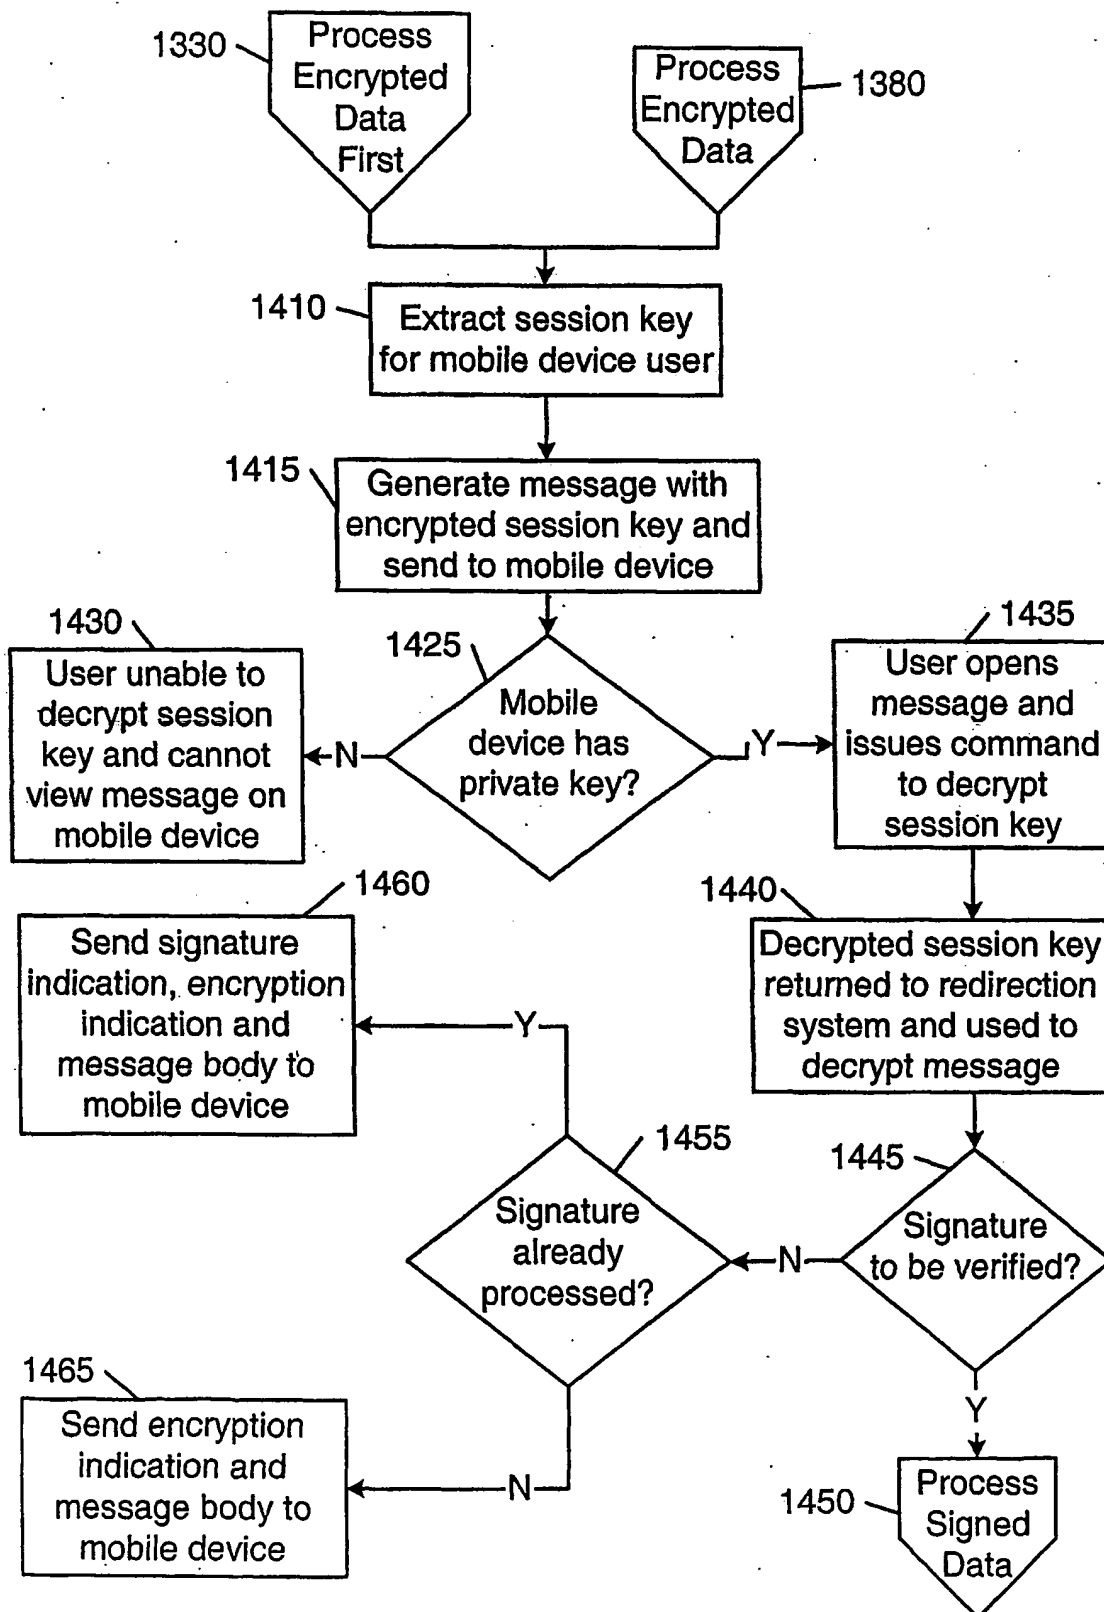 1330
Process
Encrypted
Data
First
Process
Encrypted
Data
1380
1410
Extract session key
for mobile device user
1415
Generate message with
encrypted session key and
send to mobile device
1430
User unable to
decrypt session
key and cannot
view message on
mobile device
N
1425
Mobile
device has
private key?
Y
1435
User opens
message and
issues command
to decrypt
session key
1460
Send signature
indication, encryption
indication and
message body to
mobile device
Y
1440
Decrypted session key
returned to redirection
system and used to
decrypt message
1455
Signature
already
processed?
N
1445
Signature
to be verified?
1465
Send encryption
indication and
message body to
mobile device
N
Y
1450
Process
Signed
Data